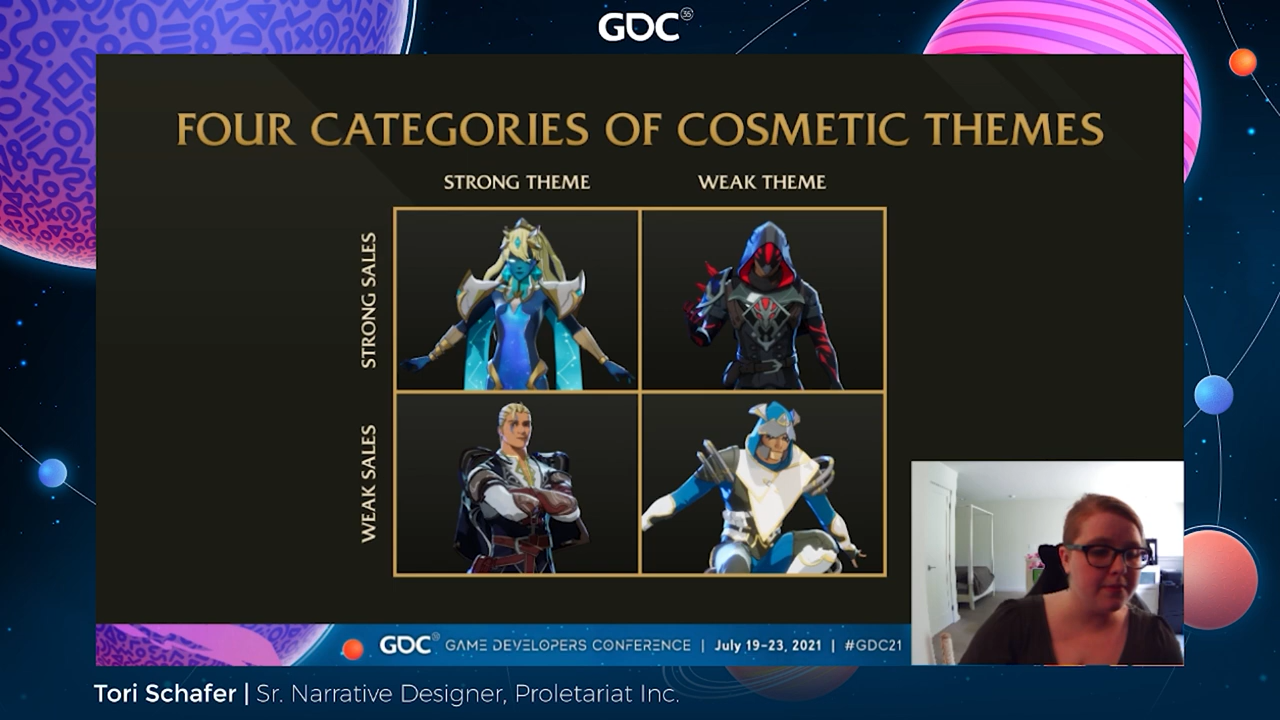 GDC 35
FOUR CATEGORIES OF COSMETIC THEMES
STRONG THEME WEAK THEME
STRONG SALES
WEAK SALES
GDC GAME DEVELOPERS CONFERENCE | July 19-23, 2021 | #GDC21
Tori Schafer | Sr. Narrative Designer, Proletariat Inc.